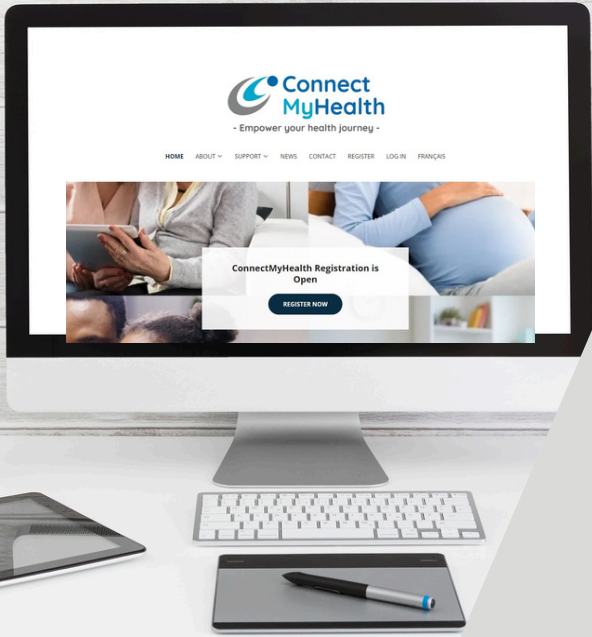 Connect
MyHealth
- Empower your health journey -
HOME ABOUT SUPPORT NEWS CONTACT REGISTER LOG IN FRANÇAIS
ConnectMyHealth Registration is
Open
REGISTER NOW